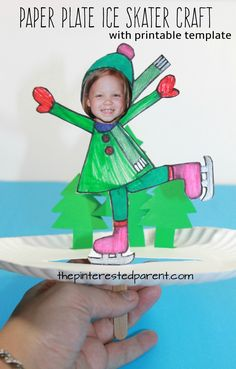 PAPER PLATE ICE SKATER CRAFT
with printable template
thepinterestedparent.com